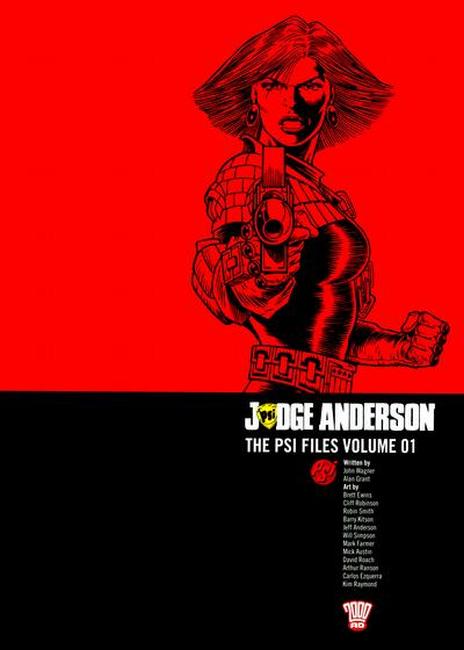 JUDGE ANDERSON
THE PSI FILES VOLUME 01
PSI
Written by
John Wagner
Alan Grant
Art by
Brett Ewins
Cliff Robinson
Robin Smith
Barry Kitson
Jeff Anderson
Will Simpson
Mark Farmer
Mick Austin
David Roach
Arthur Ranson
Carlos Ezquerra
Kim Raymond
2000
AD